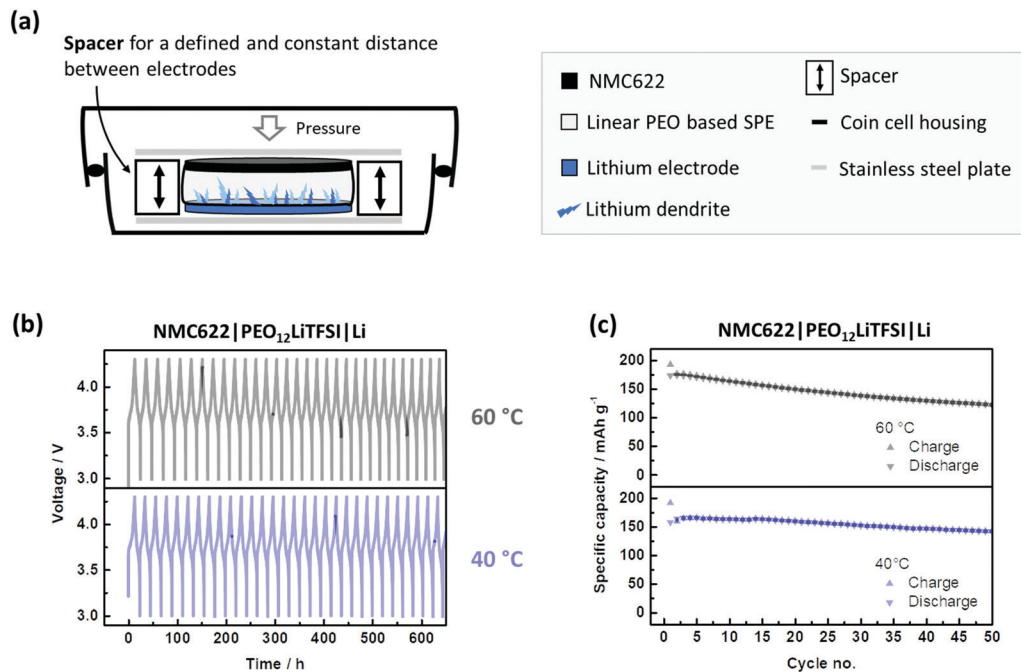 (a)
Spacer for a defined and constant distance
between electrodes
Pressure
NMC622
Spacer
Linear PEO based SPE
Coin cell housing
Lithium electrode
Stainless steel plate
Lithium dendrite
(b)
NMC622|PEO₁₂LiTFSI|Li
Voltage / V
4.0
3.5
3.0
60 °C
4.0
3.5
3.0
40 °C
0 100 200 300 400 500 600
Time / h
(c)
NMC622|PEO₁₂LiTFSI|Li
Specific capacity / mAh g⁻¹
200
150
100
50
0
60 °C
Charge
Discharge
200
150
100
50
0
40°C
Charge
Discharge
0 5 10 15 20 25 30 35 40 45 50
Cycle no.